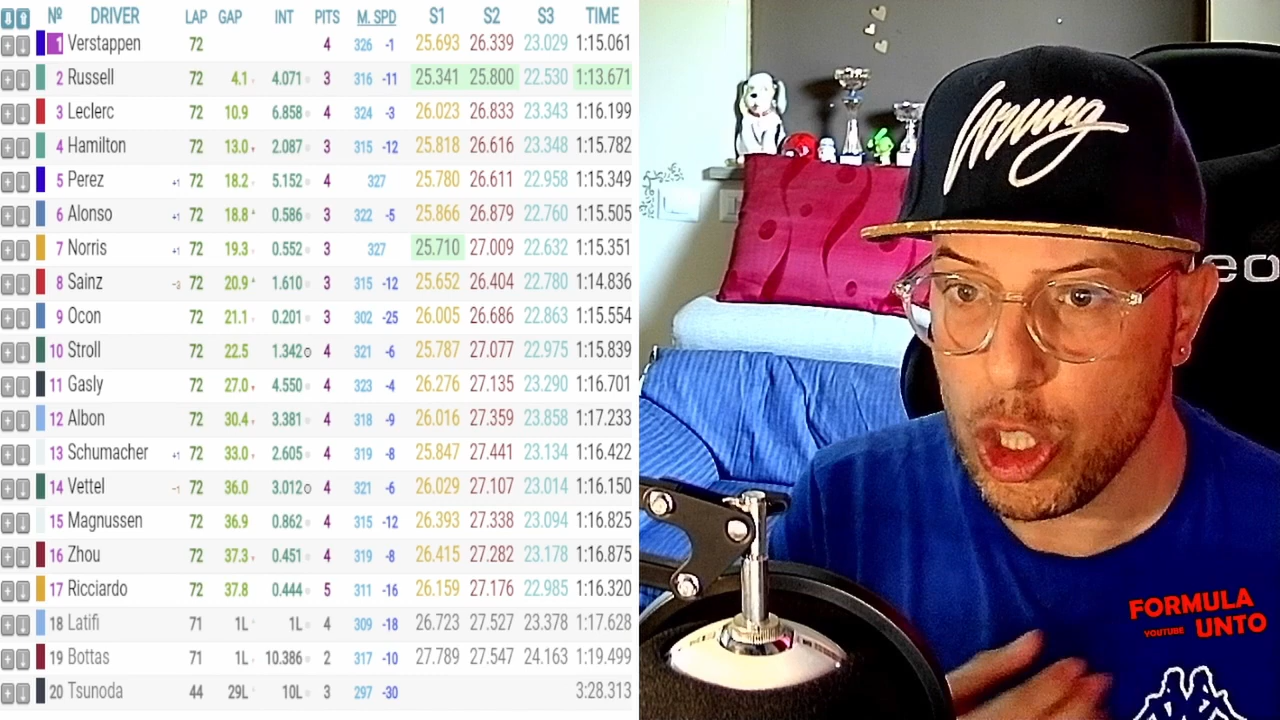 Nº DRIVER LAP GAP INT PITS M. SPD S1 S2 S3 TIME
1 Verstappen 72 4 326 -1 25.693 26.339 23.029 1:15.061
2 Russell 72 4.1 4.071 3 316 -11 25.341 25.800 22.530 1:13.671
3 Leclerc 72 10.9 6.858 4 324 -3 26.023 26.833 23.343 1:16.199
4 Hamilton 72 13.0 2.087 3 315 -12 25.818 26.616 23.348 1:15.782
5 Perez +1 72 18.2 5.152 4 327 25.780 26.611 22.958 1:15.349
6 Alonso +1 72 18.8 0.586 3 322 -5 25.866 26.879 22.760 1:15.505
7 Norris +1 72 19.3 0.552 3 327 25.710 27.009 22.632 1:15.351
8 Sainz -3 72 20.9 1.610 3 315 -12 25.652 26.404 22.780 1:14.836
9 Ocon 72 21.1 0.201 3 302 -25 26.005 26.686 22.863 1:15.554
10 Stroll 72 22.5 1.342 4 321 -6 25.787 27.077 22.975 1:15.839
11 Gasly 72 27.0 4.550 4 323 -4 26.276 27.135 23.290 1:16.701
12 Albon 72 30.4 3.381 4 318 -9 26.016 27.359 23.858 1:17.233
13 Schumacher +1 72 33.0 2.605 4 319 -8 25.847 27.441 23.134 1:16.422
14 Vettel -1 72 36.0 3.012 4 321 -6 26.029 27.107 23.014 1:16.150
15 Magnussen 72 36.9 0.862 4 315 -12 26.393 27.338 23.094 1:16.825
16 Zhou 72 37.3 0.451 4 319 -8 26.415 27.282 23.178 1:16.875
17 Ricciardo 72 37.8 0.444 5 311 -16 26.159 27.176 22.985 1:16.320
18 Latifi 71 1L 1L 4 309 -18 26.723 27.527 23.378 1:17.628
19 Bottas 71 1L 10.386 2 317 -10 27.789 27.547 24.163 1:19.499
20 Tsunoda 44 29L 10L 3 297 -30 3:28.313
Wrung
eo
FORMULA
YOUTUBE UNTO